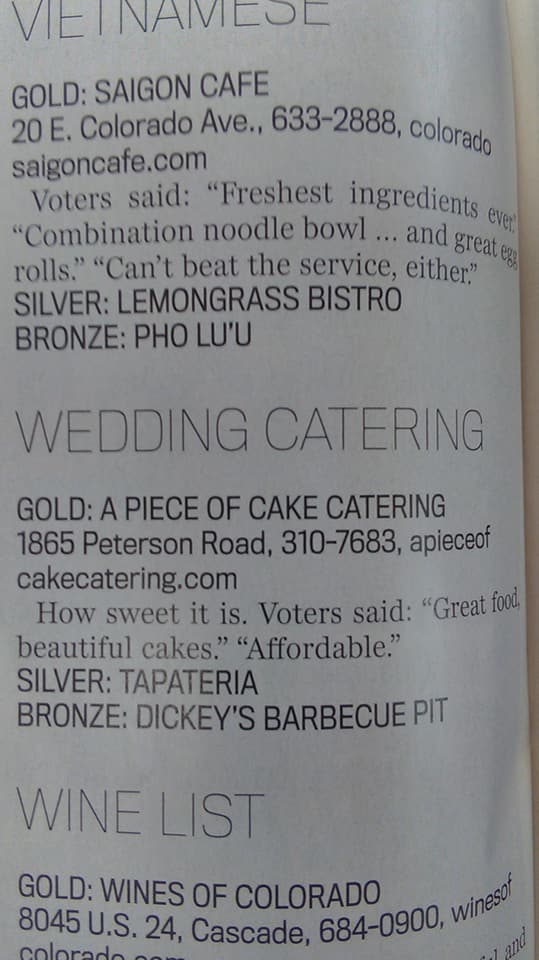 VIETNAMESE
GOLD: SAIGON CAFE
20 E. Colorado Ave., 633-2888, colorado
saigoncafe.com
Voters said: “Freshest ingredients ever.”
“Combination noodle bowl ... and great egg
rolls.” “Can’t beat the service, either.”
SILVER: LEMONGRASS BISTRO
BRONZE: PHO LU’U
WEDDING CATERING
GOLD: A PIECE OF CAKE CATERING
1865 Peterson Road, 310-7683, apieceof
cakecatering.com
How sweet it is. Voters said: “Great food,
beautiful cakes.” “Affordable.”
SILVER: TAPATERIA
BRONZE: DICKEY’S BARBECUE PIT
WINE LIST
GOLD: WINES OF COLORADO
8045 U.S. 24, Cascade, 684-0900, winesof
colorado.com
and